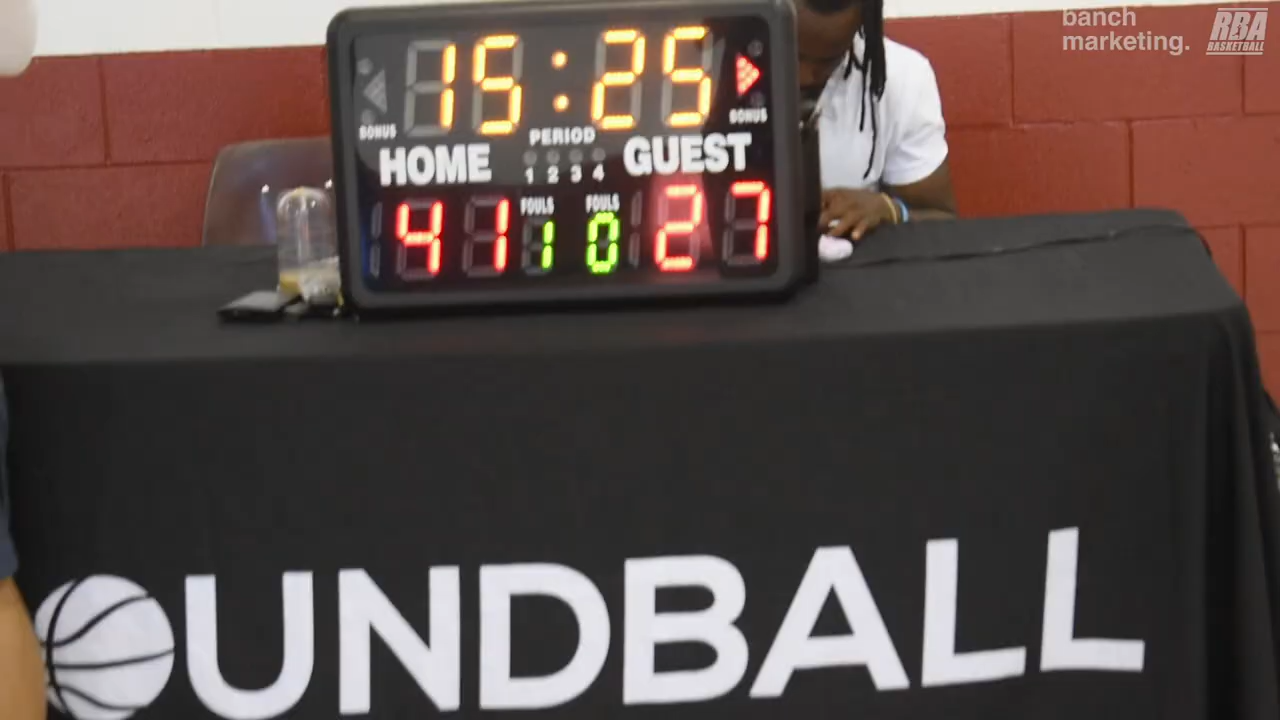 banch
marketing.
RBA
BASKETBALL
15:25
BONUS
BONUS
PERIOD
HOME
GUEST
1 2 3 4
FOULS
FOULS
41
1
0
27
UNDBALL